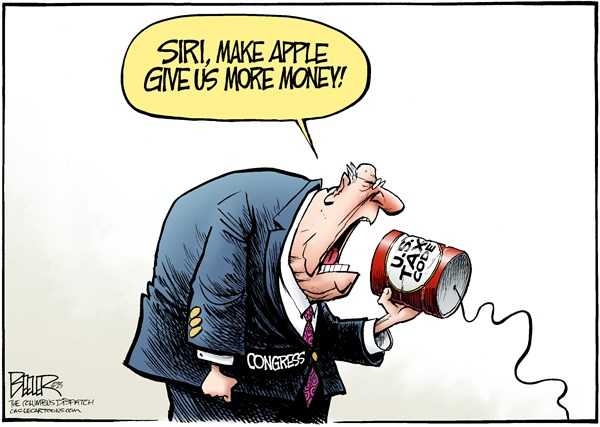 SIRI, MAKE APPLE
GIVE US MORE MONEY!
U.S.
TAX
CODE
CONGRESS
BEELER
THE COLUMBUS DISPATCH
CAGLECARTOONS.COM